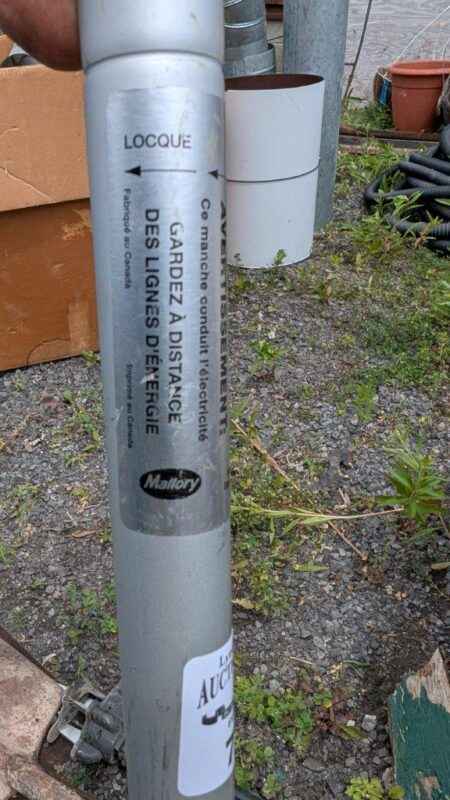 LOCQUE
AVERTISSEMENT:
Ce manche conduit l'électricité
GARDEZ À DISTANCE
DES LIGNES D'ÉNERGIE
Fabriqué au Canada
Imprimé au Canada
Mallory